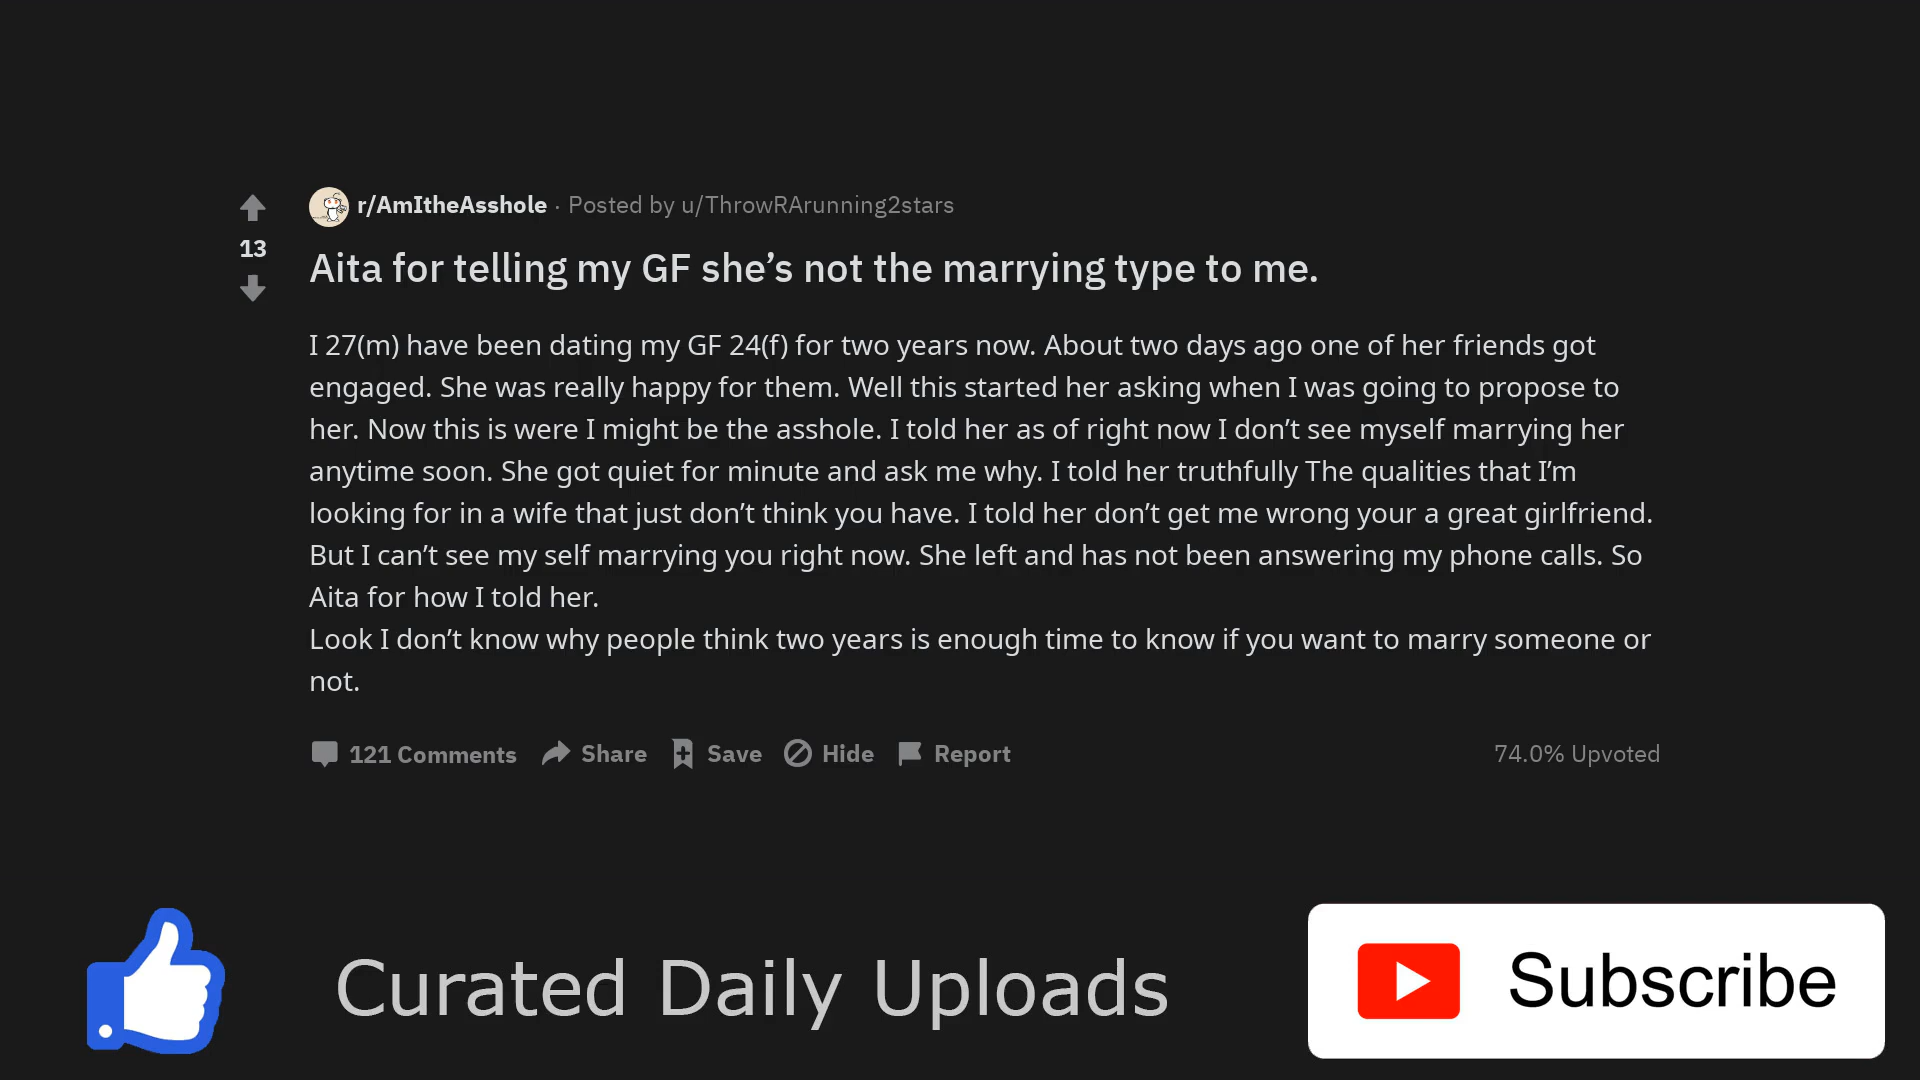 r/AmItheAsshole · Posted by u/ThrowRArunning2stars
13
Aita for telling my GF she’s not the marrying type to me.
I 27(m) have been dating my GF 24(f) for two years now. About two days ago one of her friends got
engaged. She was really happy for them. Well this started her asking when I was going to propose to
her. Now this is were I might be the asshole. I told her as of right now I don’t see myself marrying her
anytime soon. She got quiet for minute and ask me why. I told her truthfully The qualities that I’m
looking for in a wife that just don’t think you have. I told her don’t get me wrong your a great girlfriend.
But I can’t see my self marrying you right now. She left and has not been answering my phone calls. So
Aita for how I told her.
Look I don’t know why people think two years is enough time to know if you want to marry someone or
not.
121 Comments Share Save Hide Report 74.0% Upvoted
Curated Daily Uploads
Subscribe